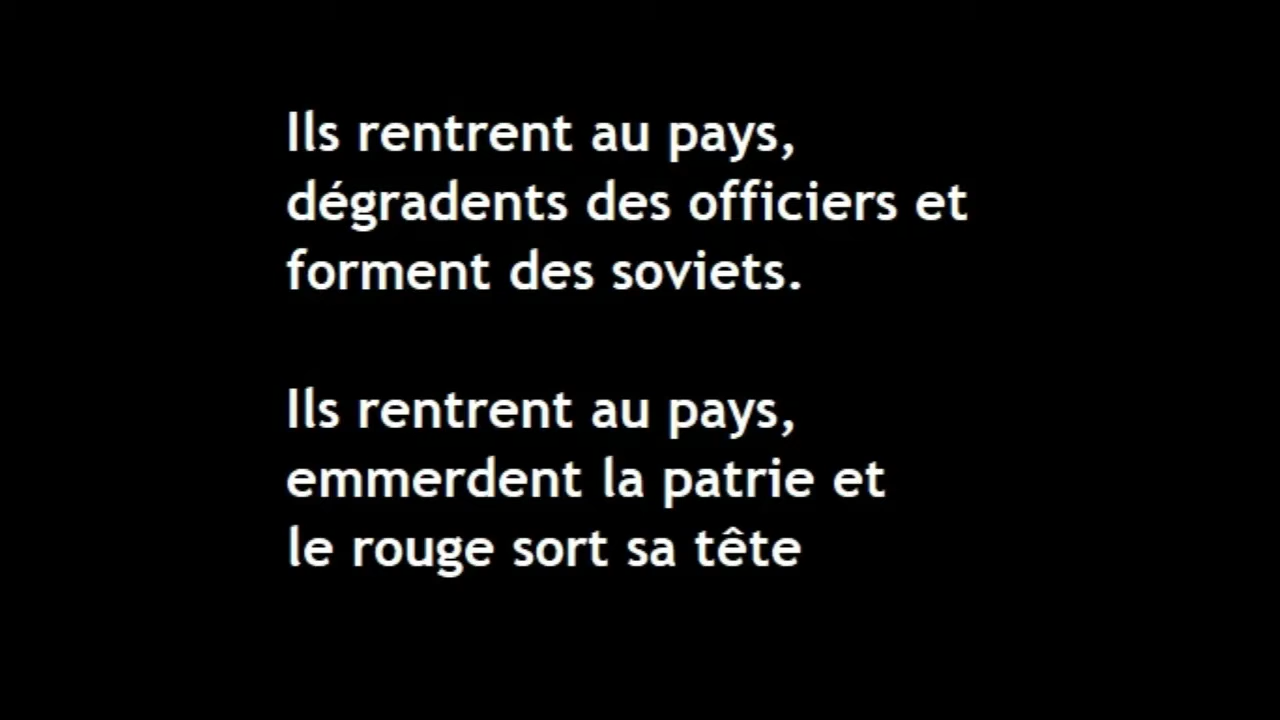 Ils rentrent au pays,
dégradents des officiers et
forment des soviets.
Ils rentrent au pays,
emmerdent la patrie et
le rouge sort sa tête